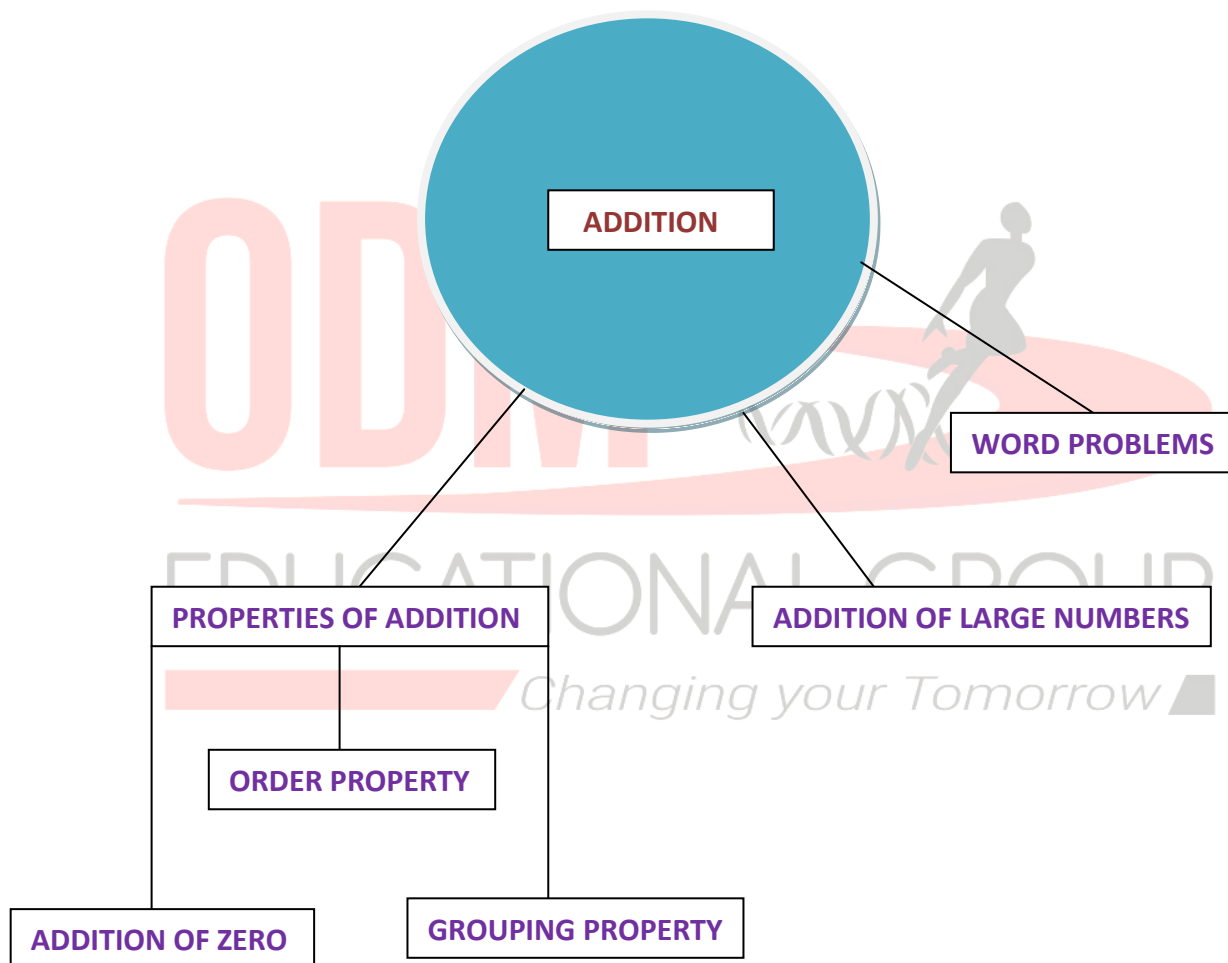 ADDITION
ODM
WORD PROBLEMS
EDUCATIONAL GROUP
PROPERTIES OF ADDITION
ADDITION OF LARGE NUMBERS
Changing your Tomorrow
ORDER PROPERTY
ADDITION OF ZERO
GROUPING PROPERTY